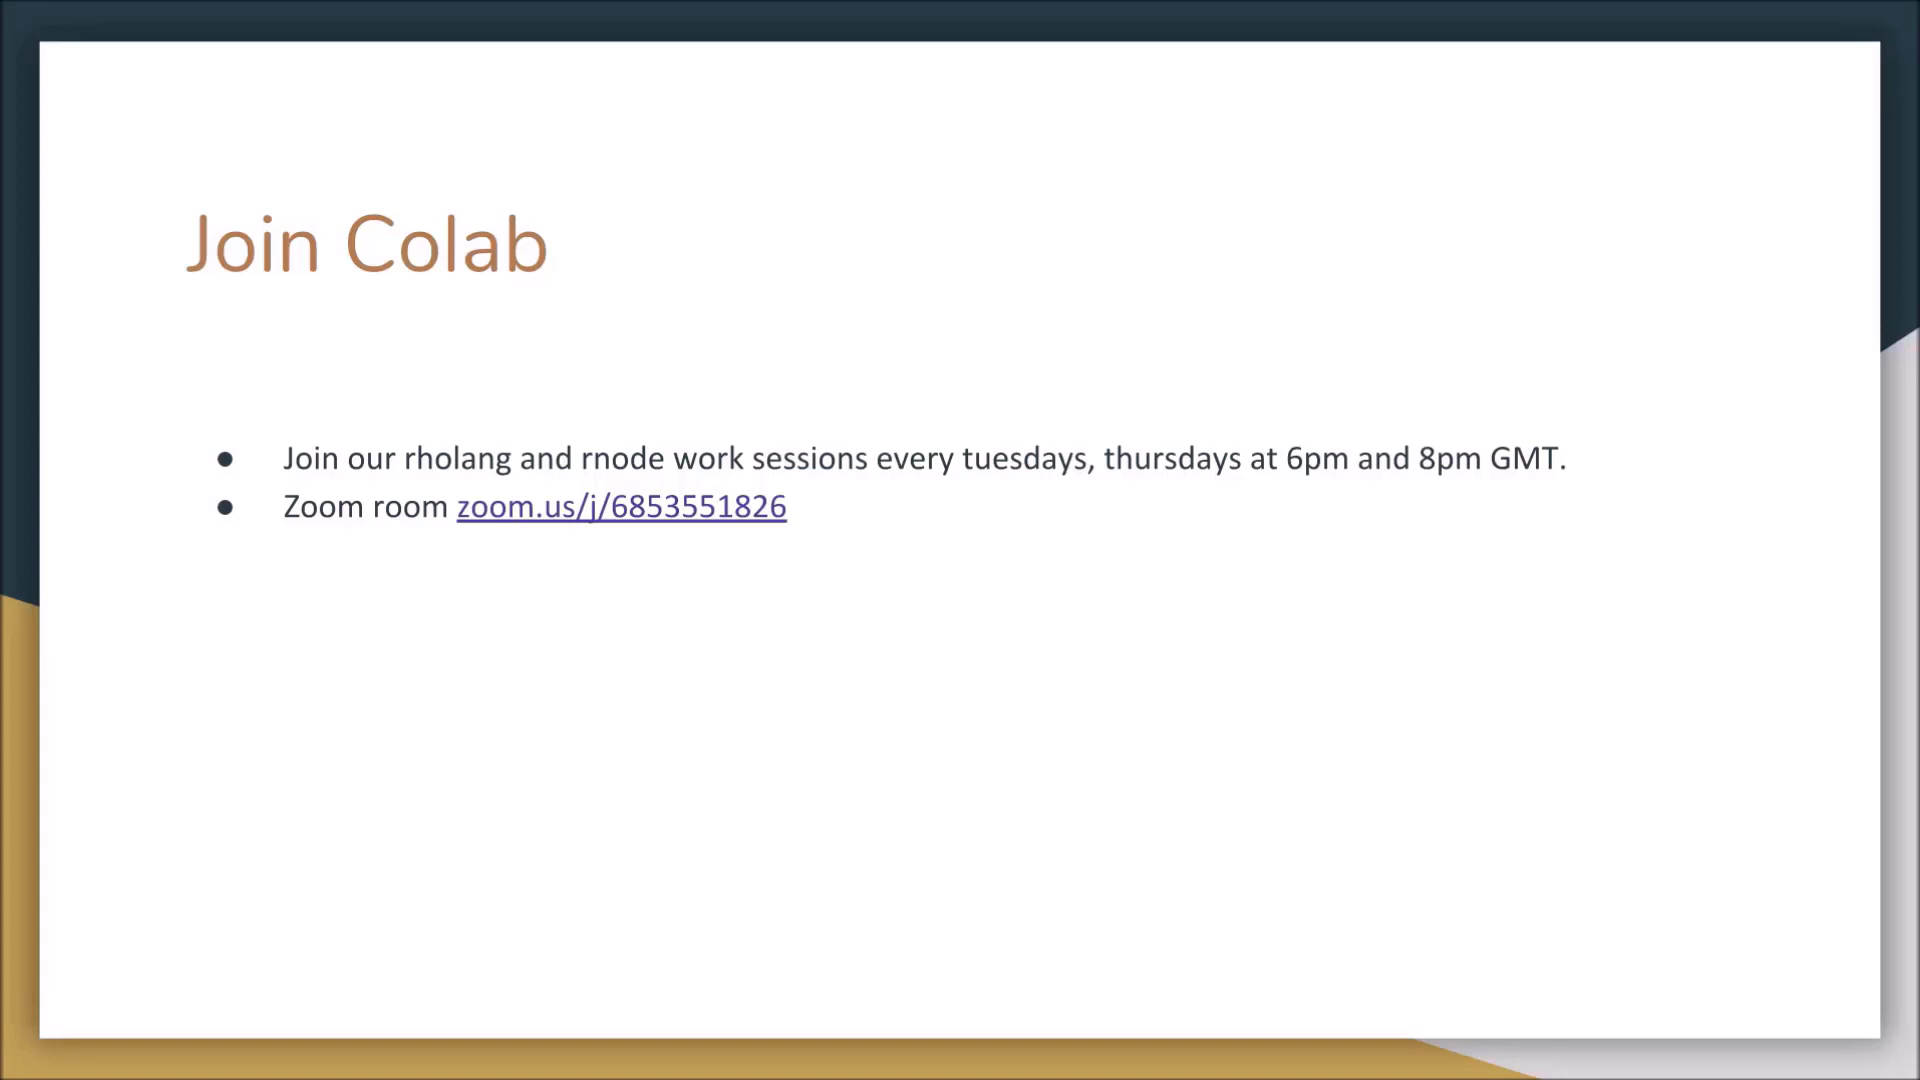 Join Colab
● Join our rholang and rnode work sessions every tuesdays, thursdays at 6pm and 8pm GMT.
● Zoom room zoom.us/j/6853551826